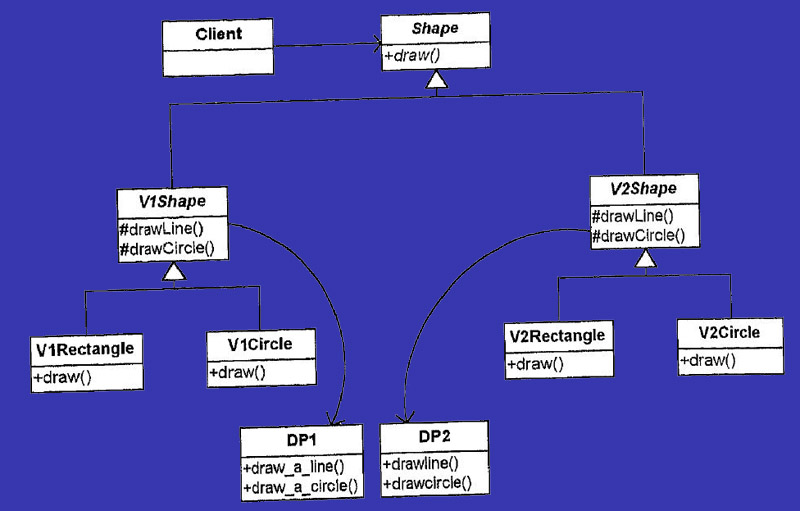 Client
Shape
+draw()
V1Shape
#drawLine()
#drawCircle()
V2Shape
#drawLine()
#drawCircle()
V1Rectangle
+draw()
V1Circle
+draw()
V2Rectangle
+draw()
V2Circle
+draw()
DP1
+draw_a_line()
+draw_a_circle()
DP2
+drawline()
+drawcircle()